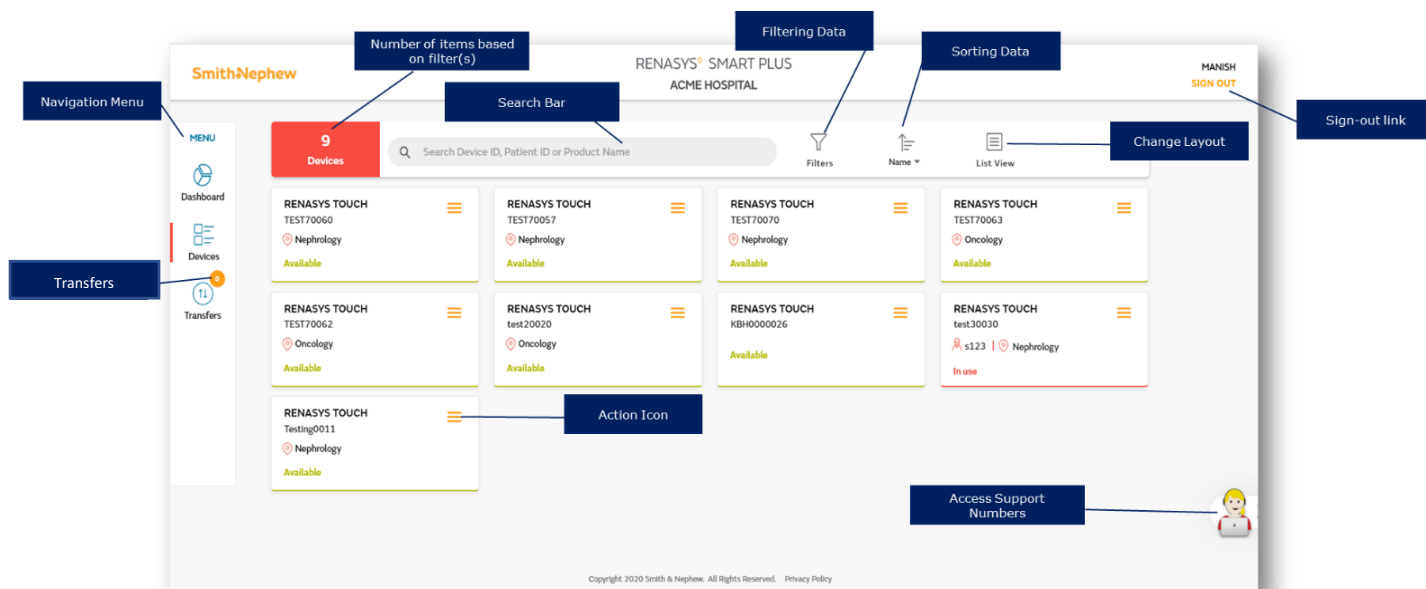 Filtering Data
Number of items based
on filter(s)
Sorting Data
Smith+Nephew
RENASYS◊ SMART PLUS
ACME HOSPITAL
MANISH
SIGN OUT
Navigation Menu
Search Bar
Sign-out link
MENU
9
Devices
Search Device ID, Patient ID or Product Name
Filters
Name
List View
Change Layout
Dashboard
Devices
Transfers
0
Transfers
RENASYS TOUCH
TEST70060
Nephrology
Available
RENASYS TOUCH
TEST70057
Nephrology
Available
RENASYS TOUCH
TEST70070
Nephrology
Available
RENASYS TOUCH
TEST70063
Oncology
Available
RENASYS TOUCH
TEST70062
Oncology
Available
RENASYS TOUCH
test20020
Oncology
Available
RENASYS TOUCH
KBH0000026
Available
RENASYS TOUCH
test30030
s123 | Nephrology
In use
RENASYS TOUCH
Testing0011
Nephrology
Available
Action Icon
Access Support
Numbers
Copyright 2020 Smith & Nephew. All Rights Reserved. Privacy Policy